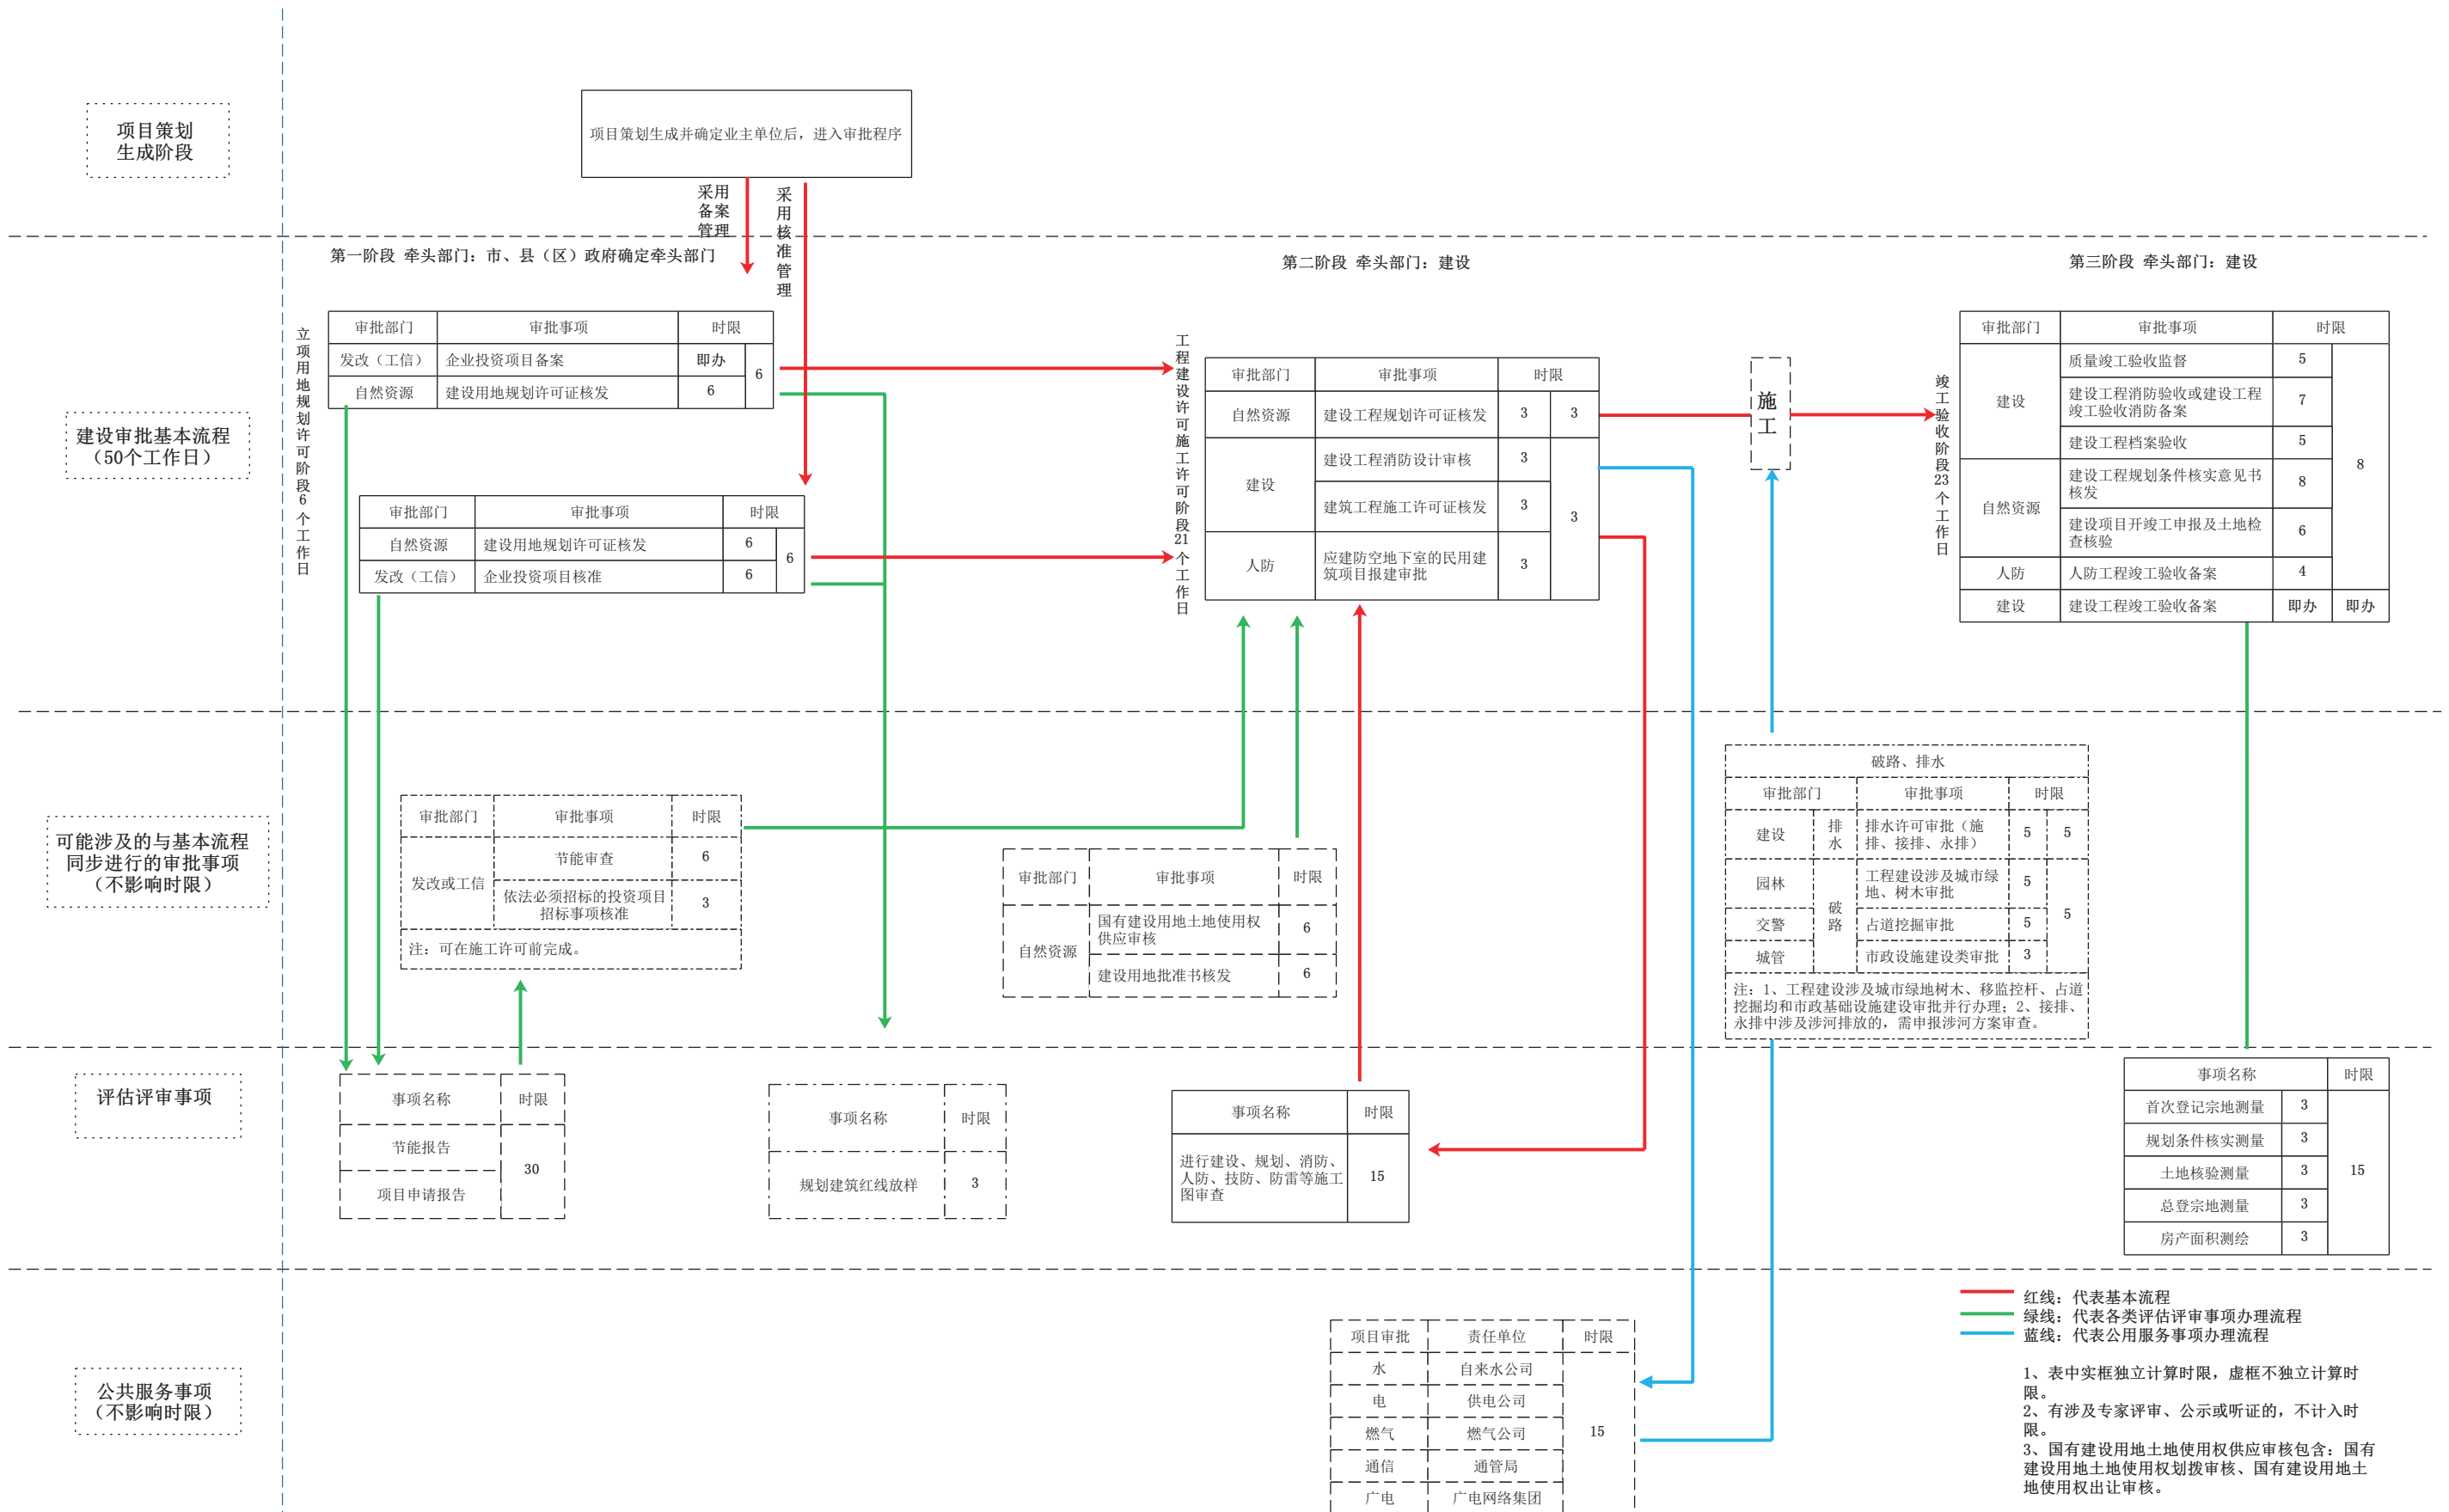 项目策划
生成阶段
项目策划生成并确定业主单位后，进入审批程序
采用
备案
管理
采用核准管理
建设审批基本流程
（50个工作日）
第一阶段 牵头部门：市、县（区）政府确定牵头部门
立项用地规划许可阶段6个工作日
审批部门 审批事项 时限
发改（工信） 企业投资项目备案 即办
6
自然资源 建设用地规划许可证核发 6
审批部门 审批事项 时限
自然资源 建设用地规划许可证核发 6
6
发改（工信） 企业投资项目核准 6
第二阶段 牵头部门：建设
工程建设许可施工许可阶段21个工作日
审批部门 审批事项 时限
自然资源 建设工程规划许可证核发 3 3
建设工程消防设计审核 3
建设
建筑工程施工许可证核发 3
3
人防
应建防空地下室的民用建
筑项目报建审批
3
施工
第三阶段 牵头部门：建设
竣工验收阶段23个工作日
审批部门 审批事项 时限
质量竣工验收监督 5
建设
建设工程消防验收或建设工程
竣工验收消防备案
7
建设工程档案验收 5
8
自然资源
建设工程规划条件核实意见书
核发
8
建设项目开竣工申报及土地检
查核验
6
人防 人防工程竣工验收备案 4
建设 建设工程竣工验收备案 即办 即办
可能涉及的与基本流程
同步进行的审批事项
（不影响时限）
审批部门 审批事项 时限
节能审查 6
发改或工信
依法必须招标的投资项目
招标事项核准
3
注：可在施工许可前完成。
审批部门 审批事项 时限
自然资源
国有建设用地土地使用权
供应审核
6
建设用地批准书核发 6
破路、排水
审批部门 审批事项 时限
建设
排水
排水许可审批（施
排、接排、永排）
5 5
园林
工程建设涉及城市绿
地、树木审批
5
破路
5
交警 占道挖掘审批 5
城管 市政设施建设类审批 3
注：1、工程建设涉及城市绿地树木、移监控杆、占道
挖掘均和市政基础设施建设审批并行办理；2、接排、
永排中涉及涉河排放的，需申报涉河方案审查。
评估评审事项
事项名称 时限
节能报告
30
项目申请报告
事项名称 时限
规划建筑红线放样 3
事项名称 时限
进行建设、规划、消防、
人防、技防、防雷等施工
图审查
15
事项名称 时限
首次登记宗地测量 3
规划条件核实测量 3
土地核验测量 3 15
总登宗地测量 3
房产面积测绘 3
公共服务事项
（不影响时限）
项目审批 责任单位 时限
水 自来水公司
电 供电公司
燃气 燃气公司 15
通信 通管局
广电 广电网络集团
红线：代表基本流程
绿线：代表各类评估评审事项办理流程
蓝线：代表公用服务事项办理流程
1、表中实框独立计算时限，虚框不独立计算时
限。
2、有涉及专家评审、公示或听证的，不计入时
限。
3、国有建设用地土地使用权供应审核包含：国有
建设用地土地使用权划拨审核、国有建设用地土
地使用权出让审核。